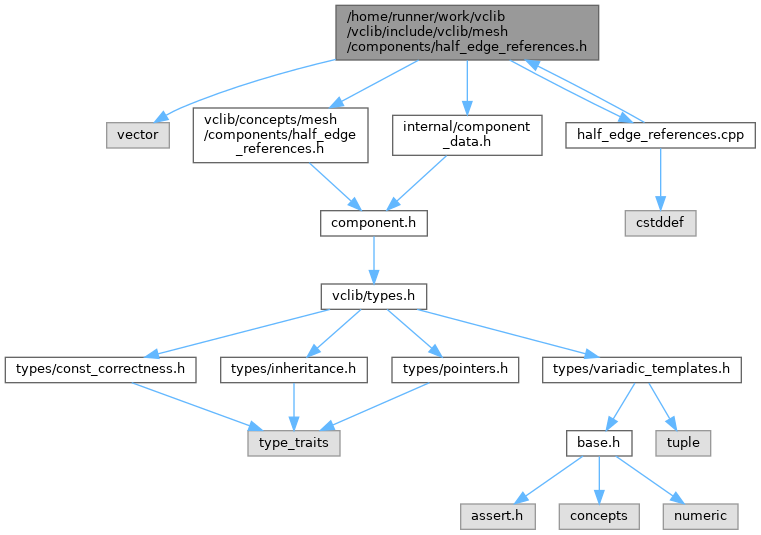 /home/runner/work/vclib
/vclib/include/vclib/mesh
/components/half_edge_references.h
vector
vclib/concepts/mesh
/components/half_edge
_references.h
internal/component
_data.h
half_edge_references.cpp
component.h
cstddef
vclib/types.h
types/const_correctness.h
types/inheritance.h
types/pointers.h
types/variadic_templates.h
type_traits
base.h
tuple
assert.h
concepts
numeric